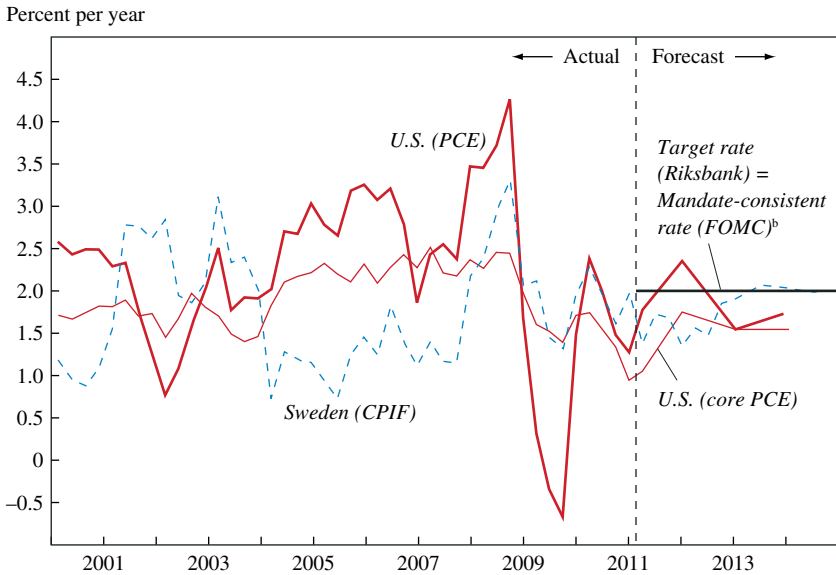 Percent per year
Actual
Forecast
4.5
4.0
3.5
3.0
2.5
2.0
1.5
1.0
0.5
0
–0.5
U.S. (PCE)
Target rate
(Riksbank) =
Mandate-consistent
rate (FOMC)ᵇ
Sweden (CPIF)
U.S. (core PCE)
2001
2003
2005
2007
2009
2011
2013